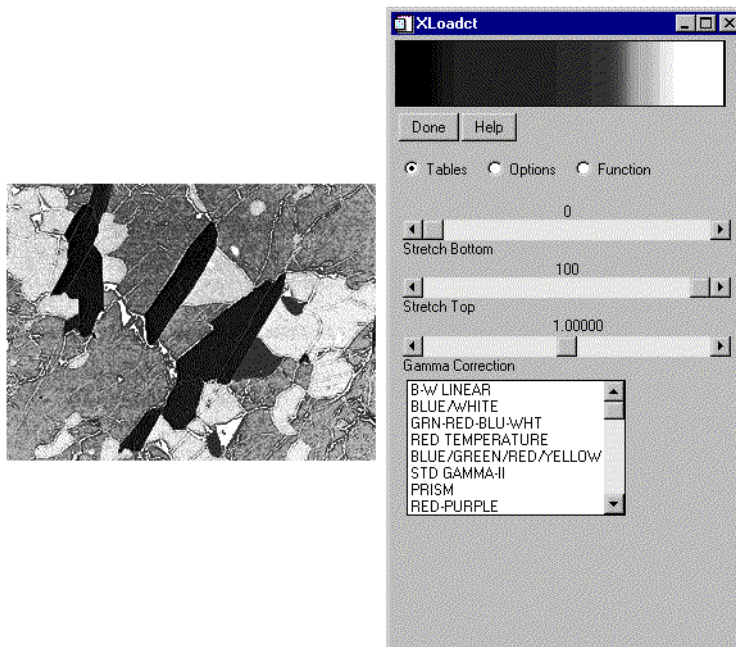 XLoadct
Done Help
Tables Options Function
0
Stretch Bottom
100
Stretch Top
1.00000
Gamma Correction
B-W LINEAR
BLUE/WHITE
GRN-RED-BLU-WHT
RED TEMPERATURE
BLUE/GREEN/RED/YELLOW
STD GAMMA-II
PRISM
RED-PURPLE